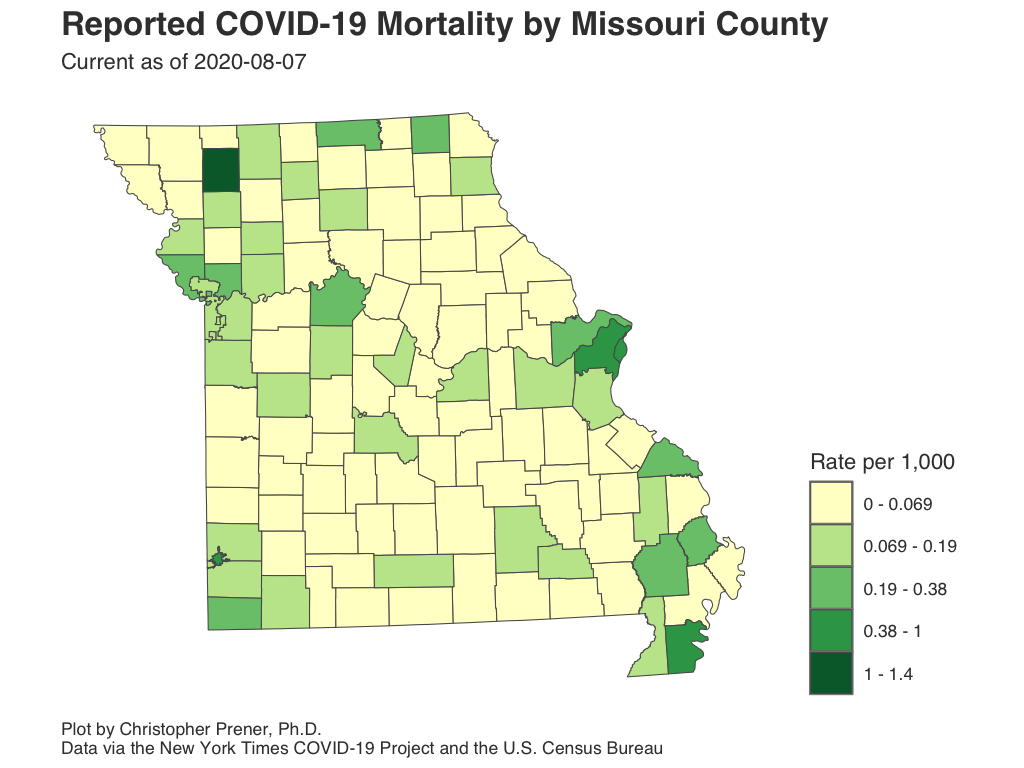 Reported COVID-19 Mortality by Missouri County
Current as of 2020-08-07
Rate per 1,000
0 - 0.069
0.069 - 0.19
0.19 - 0.38
0.38 - 1
1 - 1.4
Plot by Christopher Prener, Ph.D.
Data via the New York Times COVID-19 Project and the U.S. Census Bureau